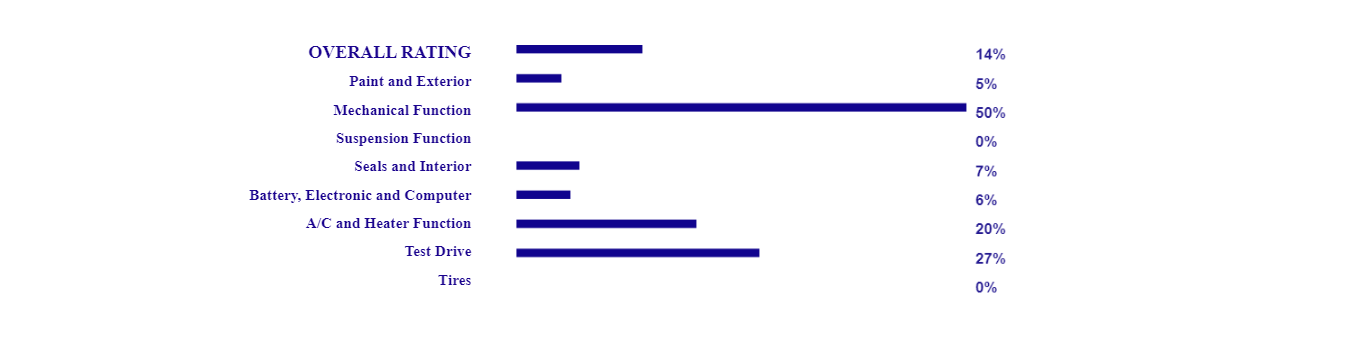 OVERALL RATING 14%
Paint and Exterior 5%
Mechanical Function 50%
Suspension Function 0%
Seals and Interior 7%
Battery, Electronic and Computer 6%
A/C and Heater Function 20%
Test Drive 27%
Tires 0%